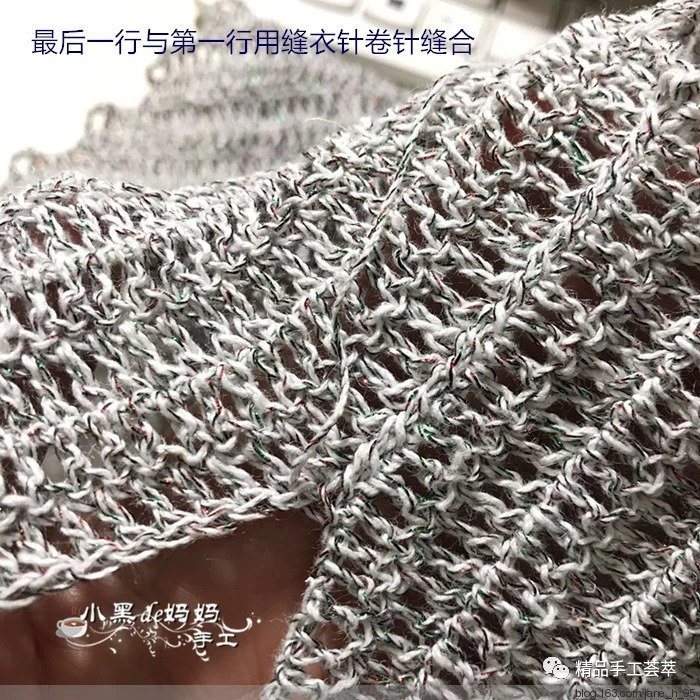 最后一行与第一行用缝衣针卷针缝合
小黑de妈妈
手工
精品手工荟萃
blog.163.com/jane_h_95